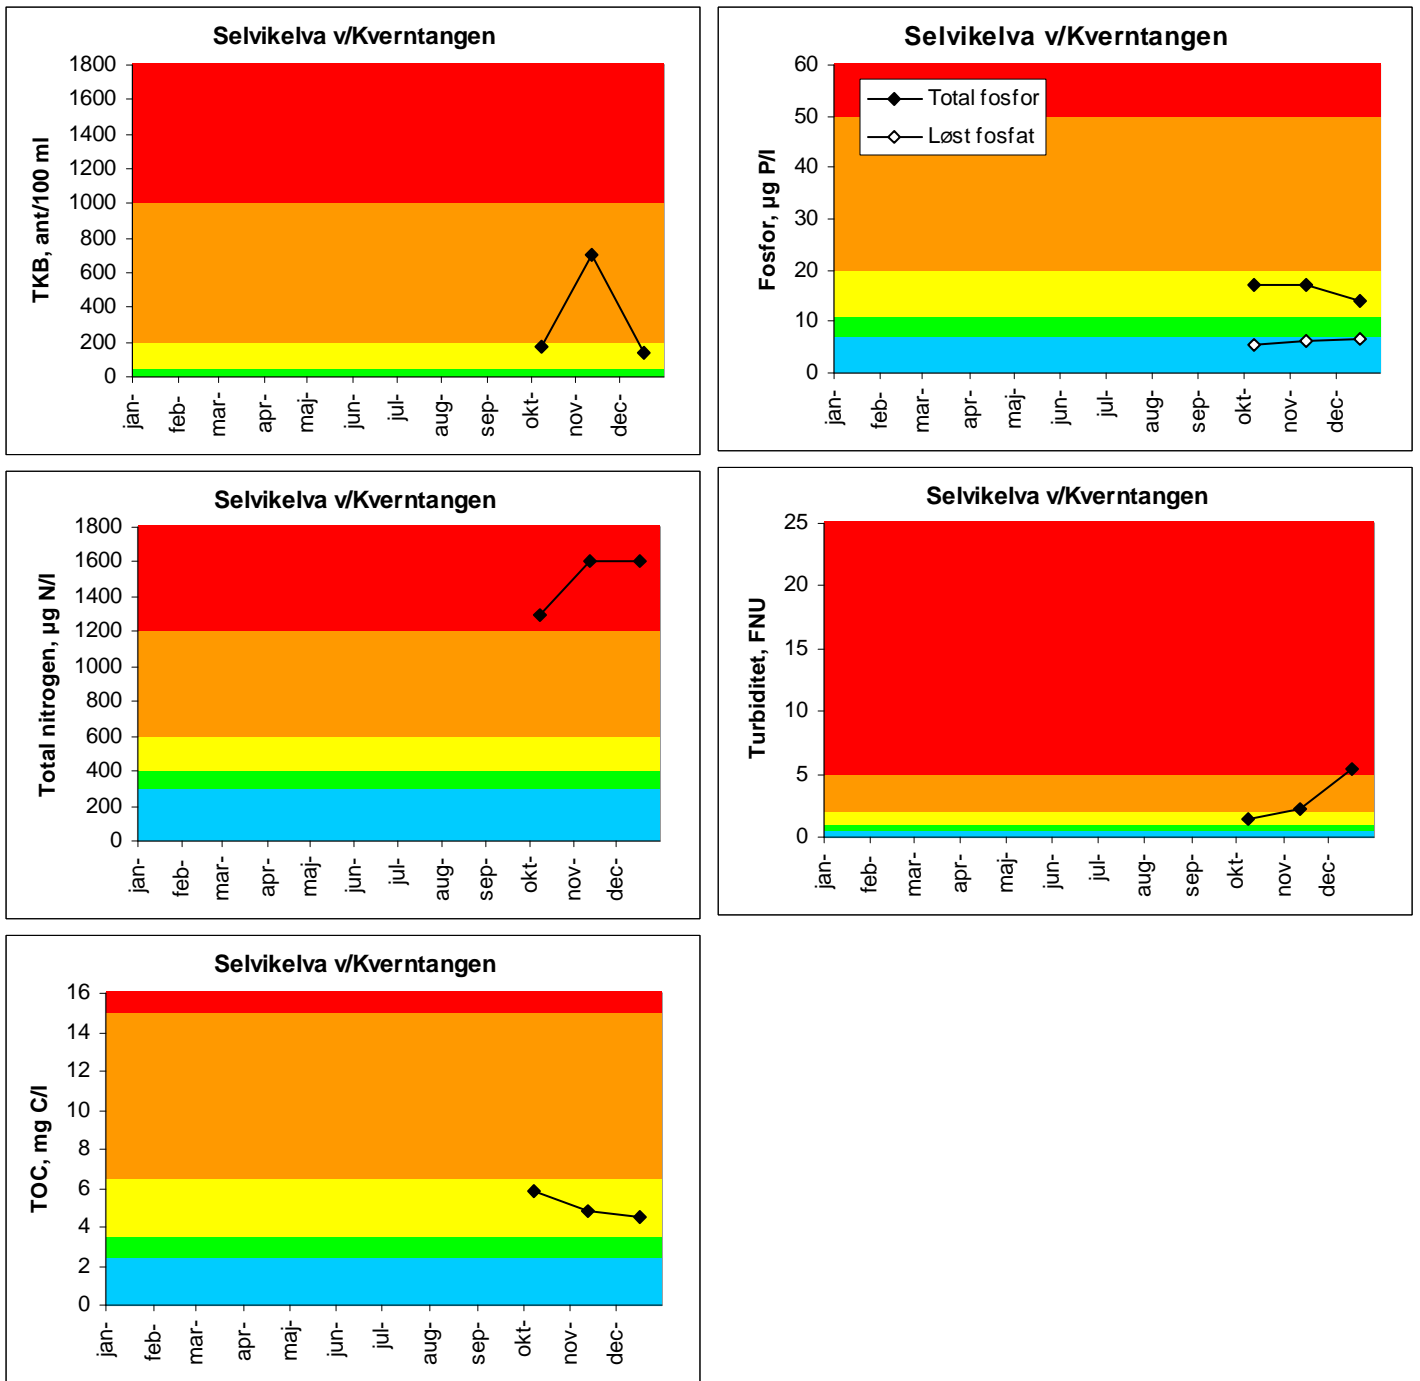 Selvikelva v/Kverntangen
TKB, ant/100 ml
1800
1600
1400
1200
1000
800
600
400
200
0
jan- feb- mar- apr- maj- jun- jul- aug- sep- okt- nov- dec-
Selvikelva v/Kverntangen
Fosfor, µg P/l
60
50
40
30
20
10
0
Total fosfor
Løst fosfat
jan- feb- mar- apr- maj- jun- jul- aug- sep- okt- nov- dec-
Selvikelva v/Kverntangen
Total nitrogen, µg N/l
1800
1600
1400
1200
1000
800
600
400
200
0
jan- feb- mar- apr- maj- jun- jul- aug- sep- okt- nov- dec-
Selvikelva v/Kverntangen
Turbiditet, FNU
25
20
15
10
5
0
jan- feb- mar- apr- maj- jun- jul- aug- sep- okt- nov- dec-
Selvikelva v/Kverntangen
TOC, mg C/l
16
14
12
10
8
6
4
2
0
jan- feb- mar- apr- maj- jun- jul- aug- sep- okt- nov- dec-